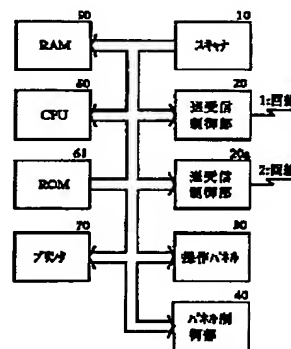 10
RAM
スキャナ
60
20
CPU
送受信
制御部
1:回線
61
20a
ROM
送受信
制御部
2:回線
70
30
プリンタ
操作パネル
40
パネル制
御部